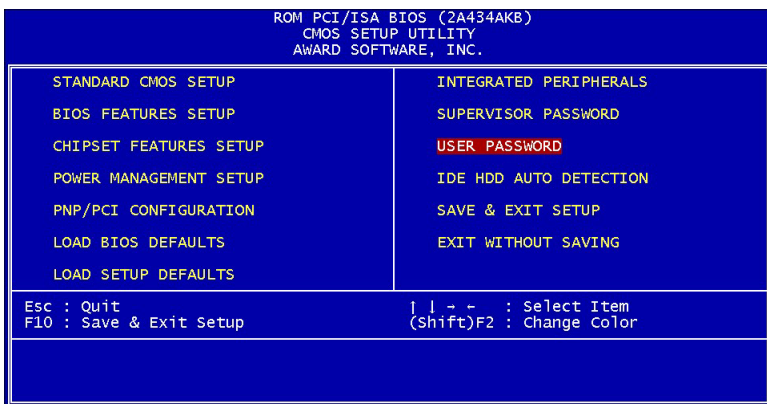 ROM PCI/ISA BIOS (2A434AKB)
CMOS SETUP UTILITY
AWARD SOFTWARE, INC.
STANDARD CMOS SETUP
BIOS FEATURES SETUP
CHIPSET FEATURES SETUP
POWER MANAGEMENT SETUP
PNP/PCI CONFIGURATION
LOAD BIOS DEFAULTS
LOAD SETUP DEFAULTS
INTEGRATED PERIPHERALS
SUPERVISOR PASSWORD
USER PASSWORD
IDE HDD AUTO DETECTION
SAVE & EXIT SETUP
EXIT WITHOUT SAVING
Esc : Quit
F10 : Save & Exit Setup
↑ ↓ → ← : Select Item
(Shift)F2 : Change Color